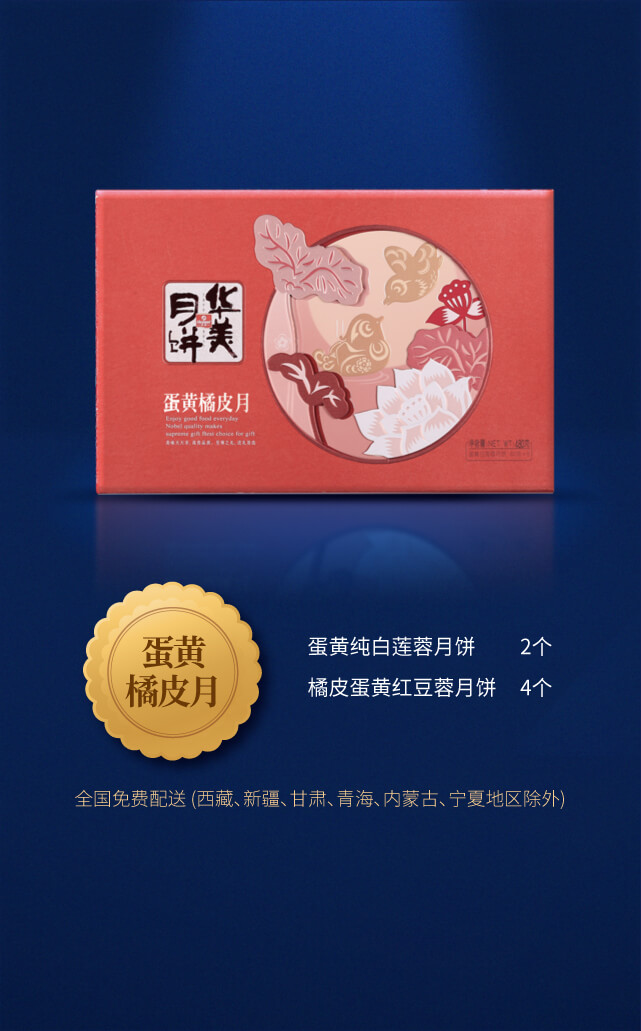 华美
月饼
蛋黄橘皮月
Enjoy good food everyday
Nobel quality makes
supreme gift Best choice for gift
蛋黄
橘皮月
蛋黄纯白莲蓉月饼 2个
橘皮蛋黄红豆蓉月饼 4个
全国免费配送 (西藏、新疆、甘肃、青海、内蒙古、宁夏地区除外)